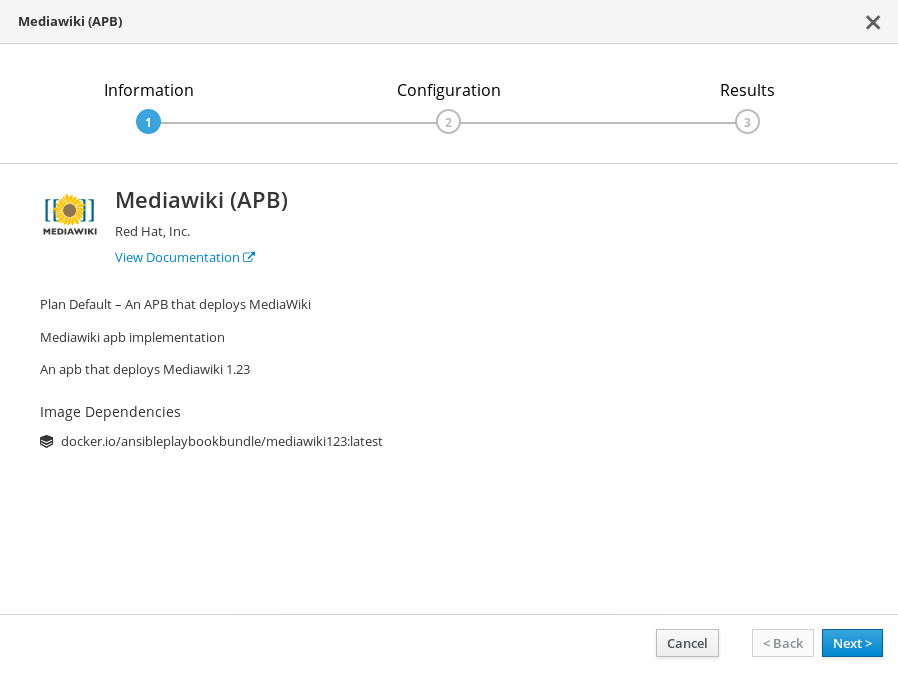 Mediawiki (APB)
Information
Configuration
Results
1
2
3
[[ ]]
MEDIAWIKI
Mediawiki (APB)
Red Hat, Inc.
View Documentation
Plan Default – An APB that deploys MediaWiki
Mediawiki apb implementation
An apb that deploys Mediawiki 1.23
Image Dependencies
docker.io/ansibleplaybookbundle/mediawiki123:latest
Cancel
< Back
Next >